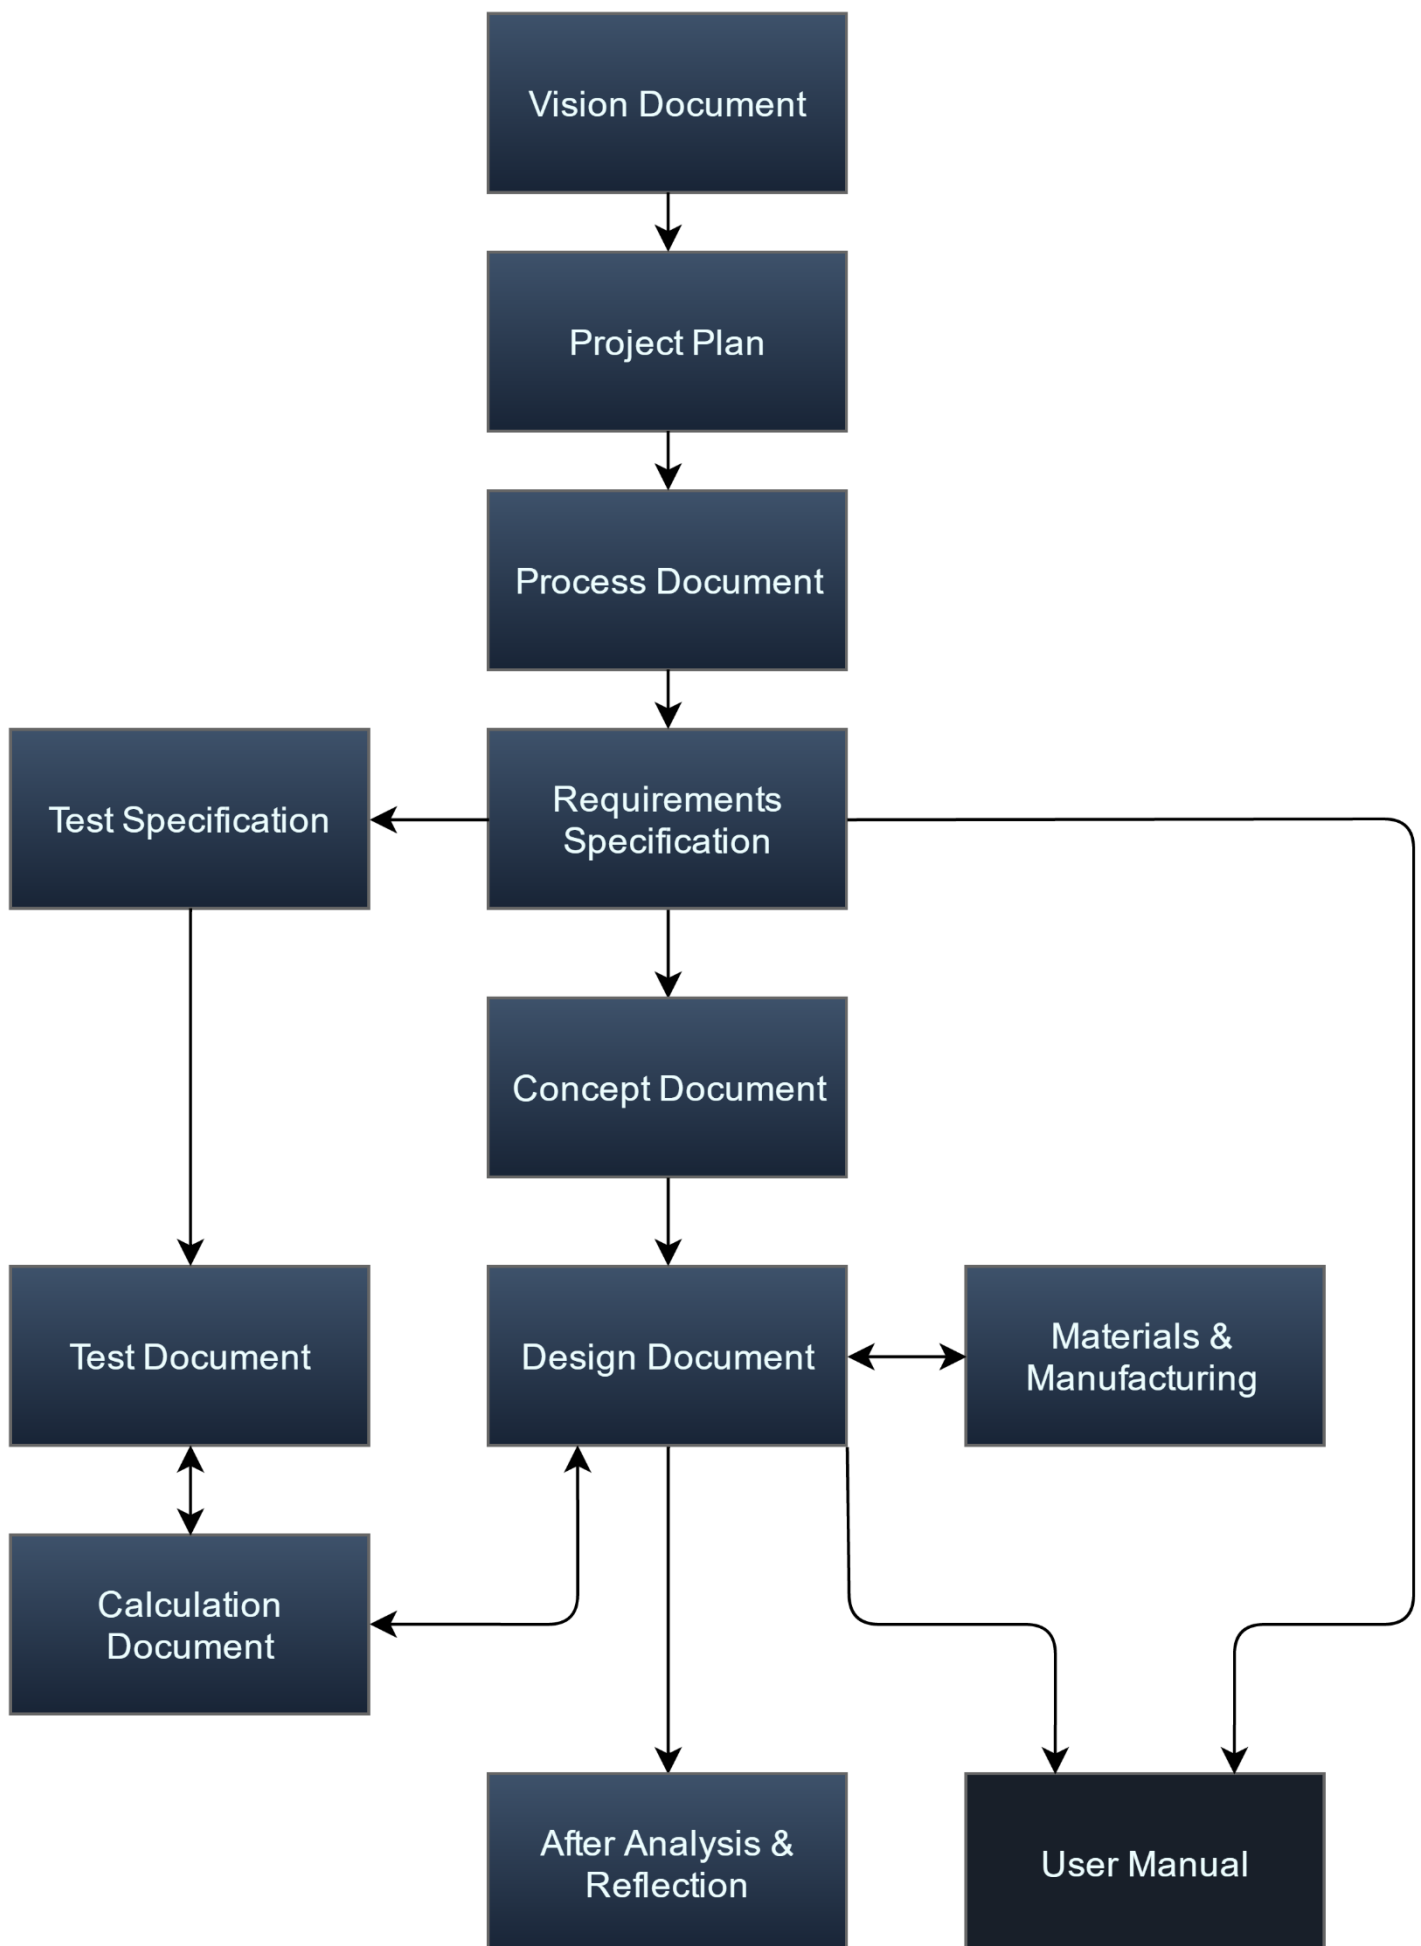 Vision Document
Project Plan
Process Document
Test Specification
Requirements
Specification
Concept Document
Test Document
Design Document
Materials &
Manufacturing
Calculation
Document
After Analysis &
Reflection
User Manual